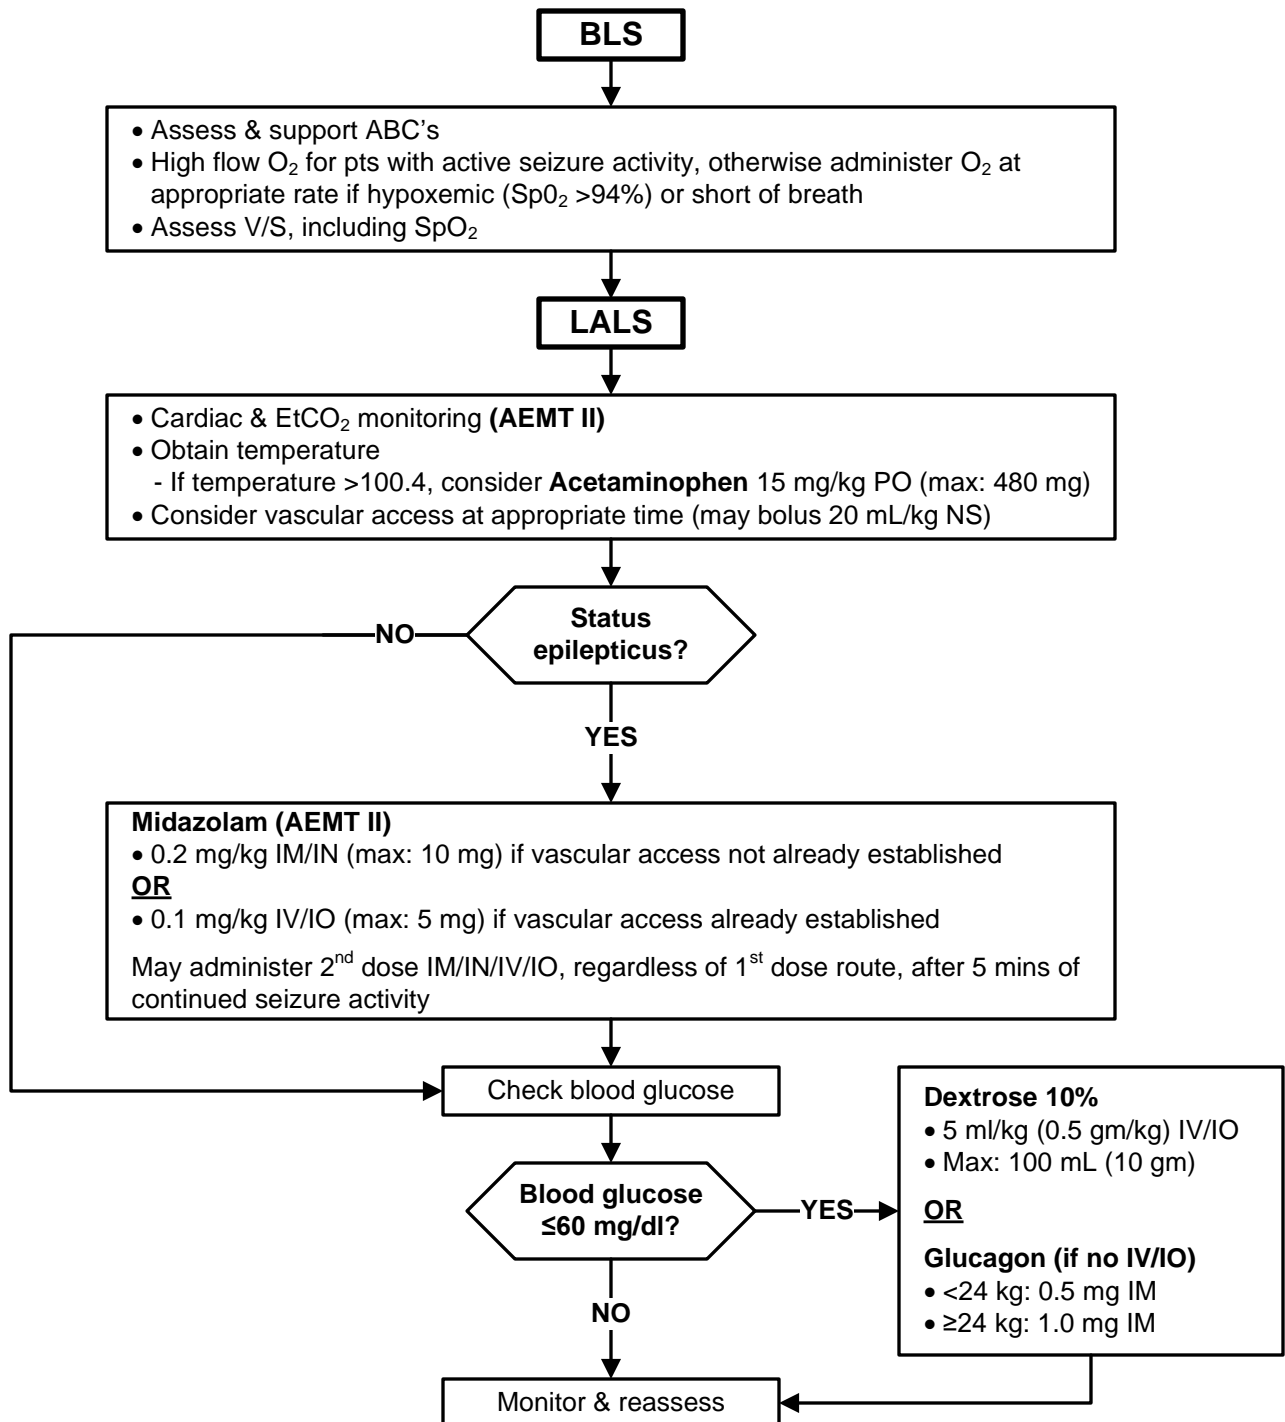 BLS
• Assess & support ABC's
• High flow O₂ for pts with active seizure activity, otherwise administer O₂ at
appropriate rate if hypoxemic (Sp0₂ >94%) or short of breath
• Assess V/S, including SpO₂
LALS
• Cardiac & EtCO₂ monitoring (AEMT II)
• Obtain temperature
- If temperature >100.4, consider Acetaminophen 15 mg/kg PO (max: 480 mg)
• Consider vascular access at appropriate time (may bolus 20 mL/kg NS)
Status
epilepticus?
NO
YES
Midazolam (AEMT II)
• 0.2 mg/kg IM/IN (max: 10 mg) if vascular access not already established
OR
• 0.1 mg/kg IV/IO (max: 5 mg) if vascular access already established
May administer 2nd dose IM/IN/IV/IO, regardless of 1st dose route, after 5 mins of
continued seizure activity
Check blood glucose
Blood glucose
≤60 mg/dl?
YES
Dextrose 10%
• 5 ml/kg (0.5 gm/kg) IV/IO
• Max: 100 mL (10 gm)
OR
Glucagon (if no IV/IO)
• <24 kg: 0.5 mg IM
• ≥24 kg: 1.0 mg IM
NO
Monitor & reassess